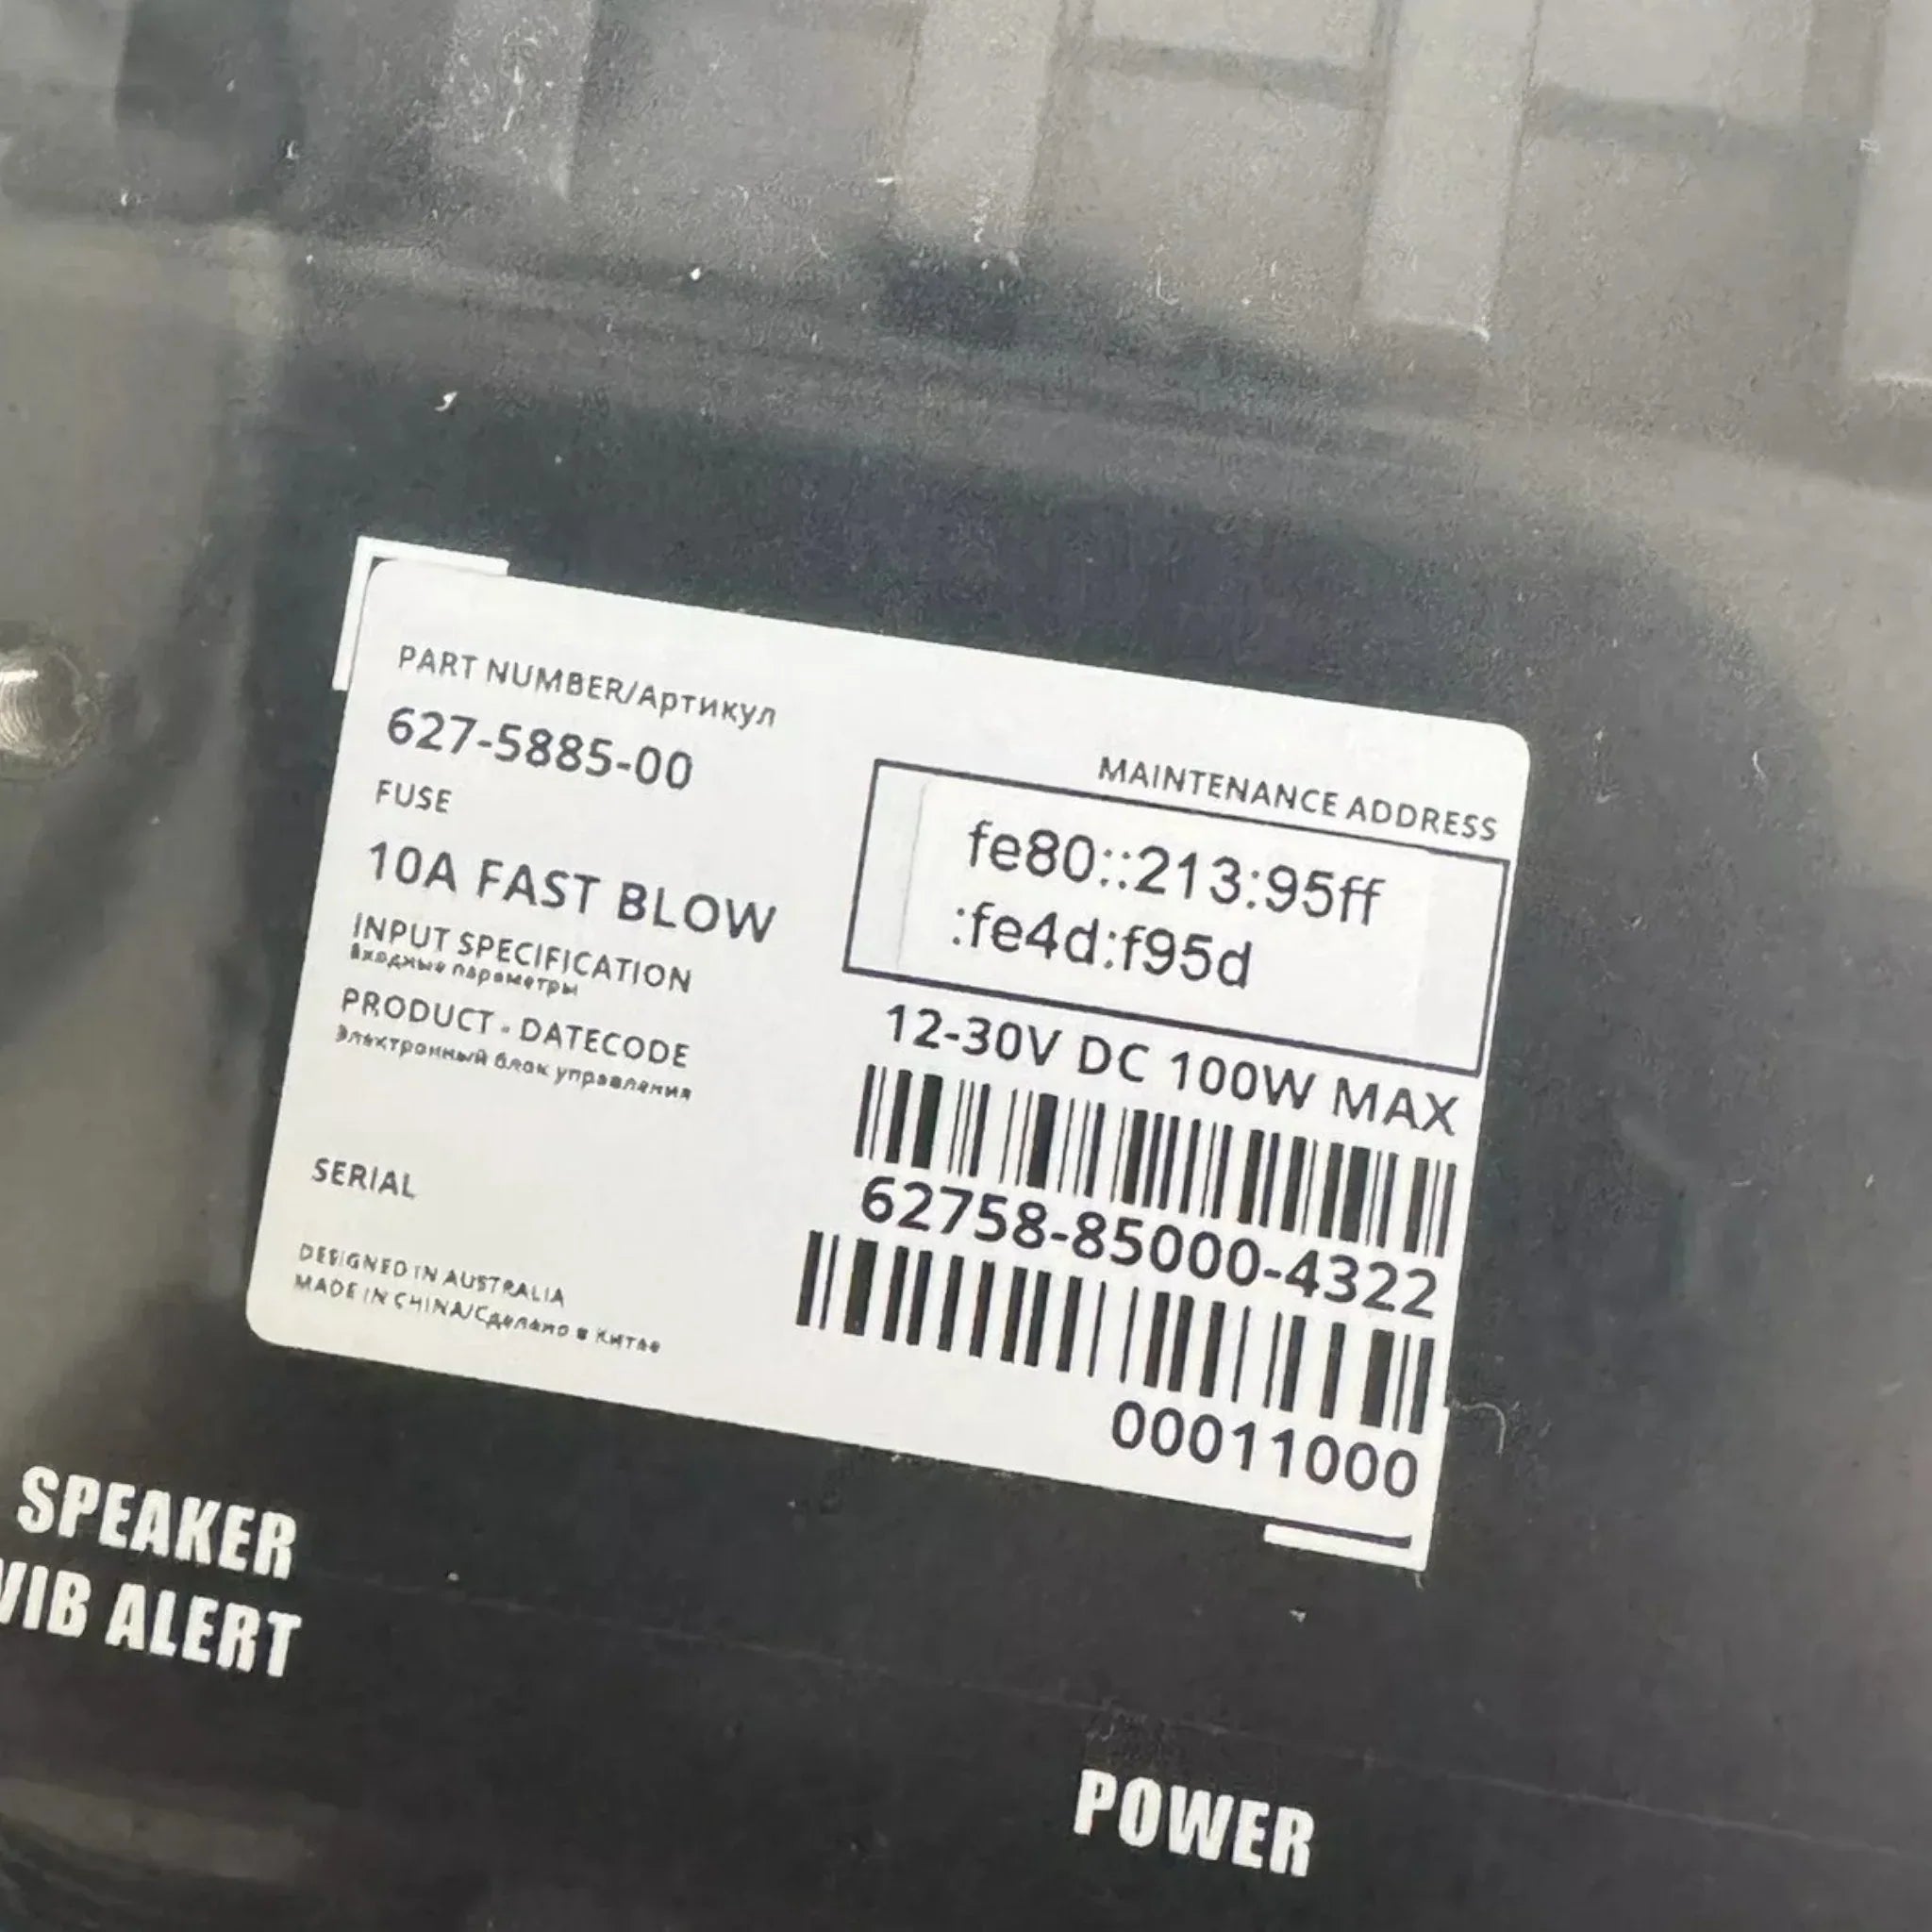 PART NUMBER/Артикул
627-5885-00
FUSE
10A FAST BLOW
INPUT SPECIFICATION
Входные параметры
PRODUCT - DATECODE
Электронный блок управления
SERIAL
DESIGNED IN AUSTRALIA
MADE IN CHINA/Сделано в Китае
MAINTENANCE ADDRESS
fe80::213:95ff
:fe4d:f95d
12-30V DC 100W MAX
62758-85000-4322
00011000
SPEAKER
VIB ALERT
POWER